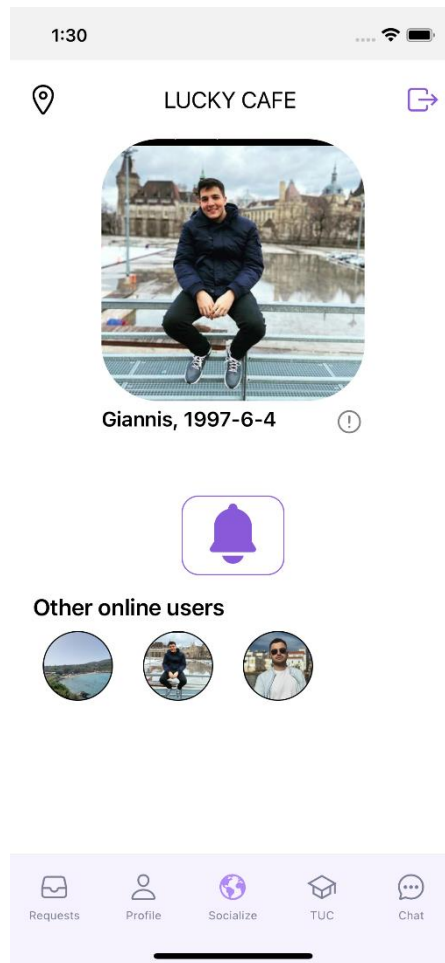 1:30
LUCKY CAFE
Giannis, 1997-6-4
Other online users
Requests Profile Socialize TUC Chat